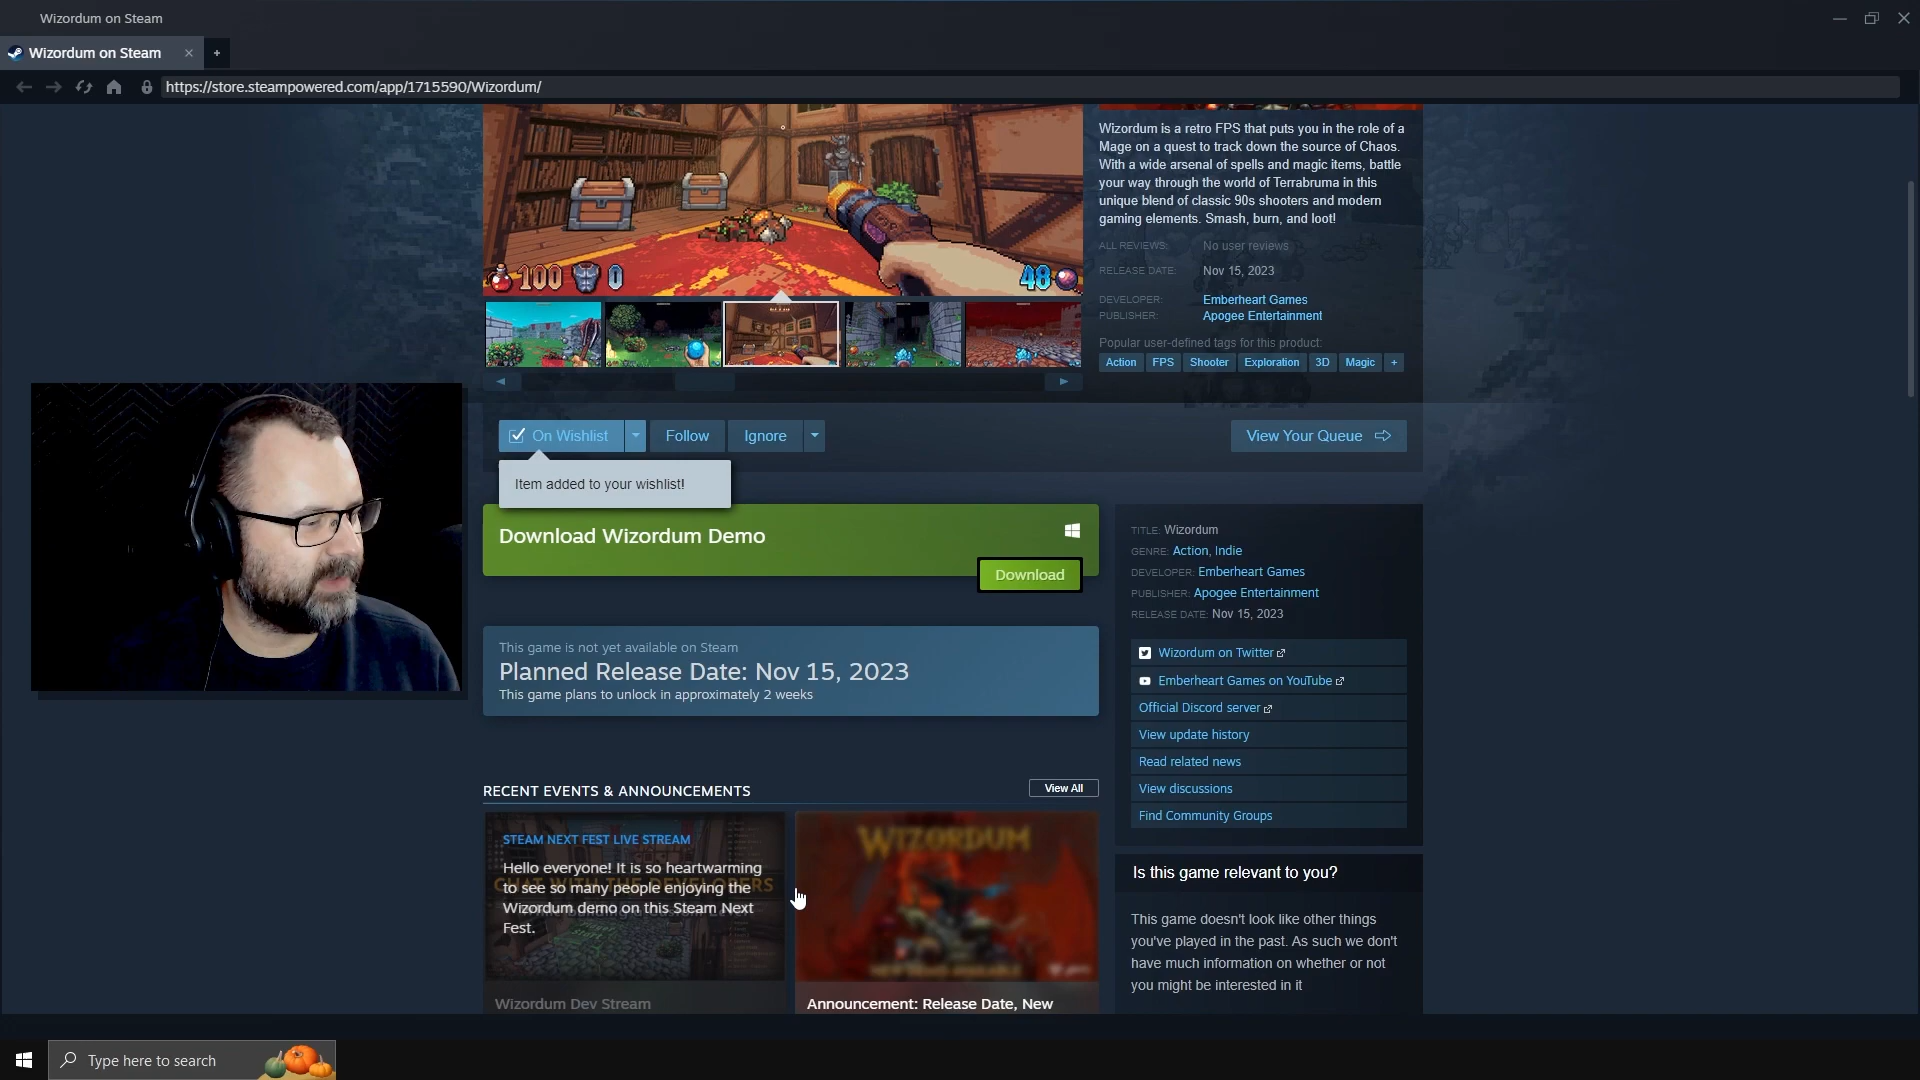 Wizordum on Steam
Wizordum on Steam
https://store.steampowered.com/app/1715590/Wizordum/
100
0
48
Wizordum is a retro FPS that puts you in the role of a
Mage on a quest to track down the source of Chaos.
With a wide arsenal of spells and magic items, battle
your way through the world of Terrabruma in this
unique blend of classic 90s shooters and modern
gaming elements. Smash, burn, and loot!
ALL REVIEWS: No user reviews
RELEASE DATE: Nov 15, 2023
DEVELOPER: Emberheart Games
PUBLISHER: Apogee Entertainment
Popular user-defined tags for this product:
Action FPS Shooter Exploration 3D Magic +
On Wishlist Follow Ignore View Your Queue
Item added to your wishlist!
Download Wizordum Demo
Download
This game is not yet available on Steam
Planned Release Date: Nov 15, 2023
This game plans to unlock in approximately 2 weeks
TITLE: Wizordum
GENRE: Action, Indie
DEVELOPER: Emberheart Games
PUBLISHER: Apogee Entertainment
RELEASE DATE: Nov 15, 2023
Wizordum on Twitter
Emberheart Games on YouTube
Official Discord server
View update history
Read related news
View discussions
Find Community Groups
RECENT EVENTS & ANNOUNCEMENTS View All
STEAM NEXT FEST LIVE STREAM
Hello everyone! It is so heartwarming
to see so many people enjoying the
Wizordum demo on this Steam Next
Fest.
Wizordum Dev Stream
WIZORDUM
Announcement: Release Date, New
Is this game relevant to you?
This game doesn't look like other things
you've played in the past. As such we don't
have much information on whether or not
you might be interested in it
Type here to search